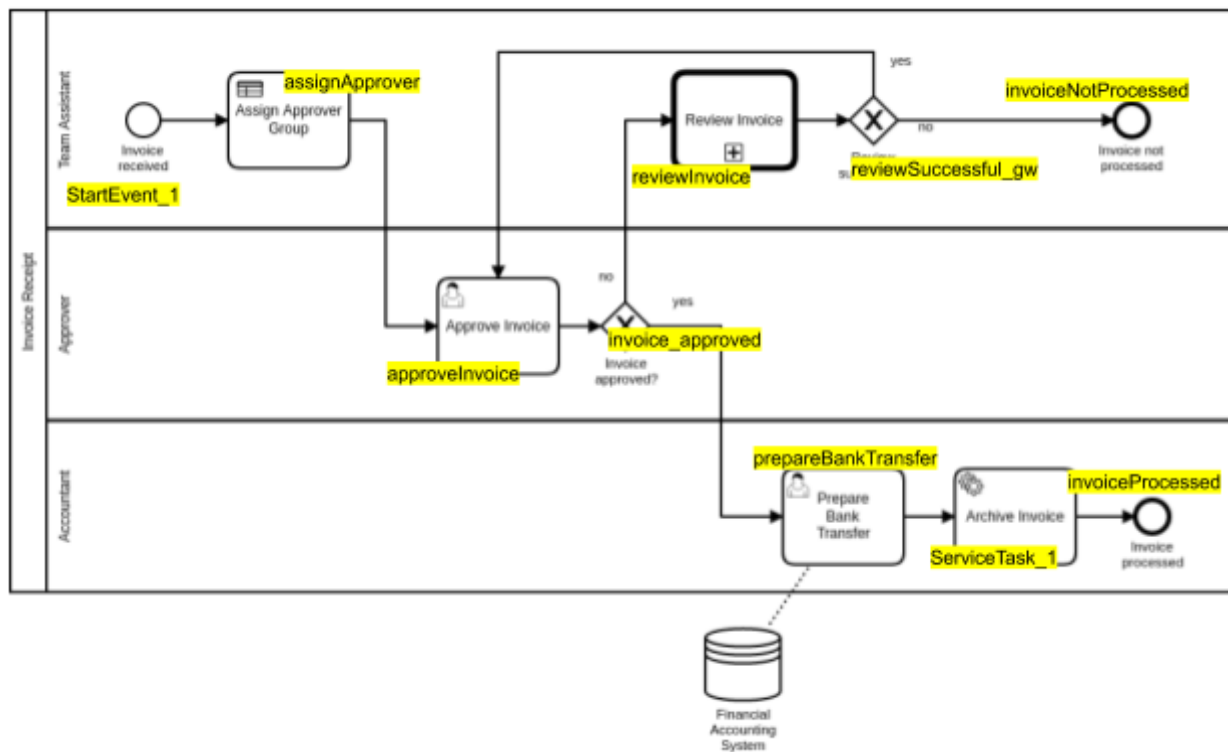 Invoice Receipt
Team Assistant
Invoice
received
StartEvent_1
assignApprover
Assign Approver
Group
Review Invoice
reviewInvoice
yes
no
reviewSuccessful_gw
invoiceNotProcessed
Invoice not
processed
Approver
Approve Invoice
approveInvoice
no
yes
invoice_approved
Invoice
approved?
Accountant
prepareBankTransfer
Prepare
Bank
Transfer
Archive Invoice
ServiceTask_1
invoiceProcessed
Invoice
processed
Financial
Accounting
System